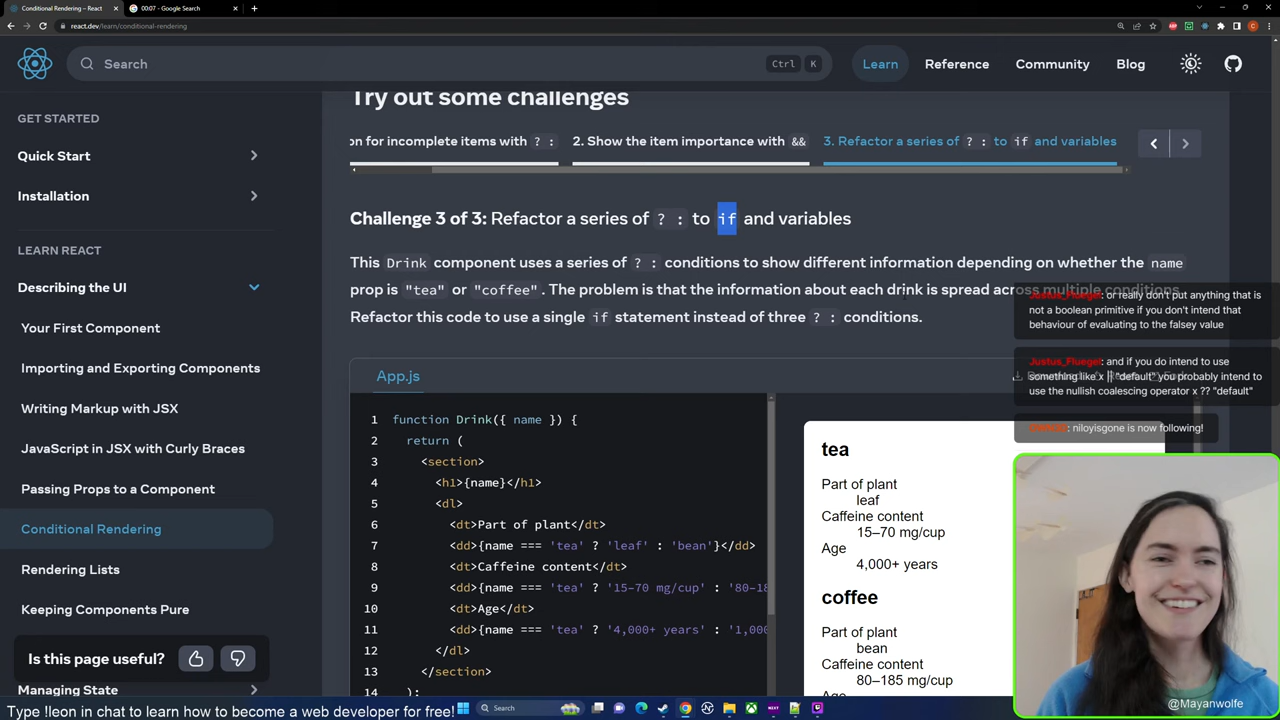 Conditional Rendering – React
00:07 - Google Search
react.dev/learn/conditional-rendering
Search
Ctrl K
Learn
Reference
Community
Blog
GET STARTED
Quick Start
Installation
LEARN REACT
Describing the UI
Your First Component
Importing and Exporting Components
Writing Markup with JSX
JavaScript in JSX with Curly Braces
Passing Props to a Component
Conditional Rendering
Rendering Lists
Keeping Components Pure
Is this page useful?
Managing State
Try out some challenges
on for incomplete items with ? :
2. Show the item importance with &&
3. Refactor a series of ? : to if and variables
Challenge 3 of 3: Refactor a series of ? : to if and variables
This Drink component uses a series of ? : conditions to show different information depending on whether the name
prop is "tea" or "coffee". The problem is that the information about each drink is spread across multiple conditions.
Refactor this code to use a single if statement instead of three ? : conditions.
App.js
1 function Drink({ name }) {
2 return (
3 <section>
4 <h1>{name}</h1>
5 <dl>
6 <dt>Part of plant</dt>
7 <dd>{name === 'tea' ? 'leaf' : 'bean'}</dd>
8 <dt>Caffeine content</dt>
9 <dd>{name === 'tea' ? '15–70 mg/cup' : '80–18
10 <dt>Age</dt>
11 <dd>{name === 'tea' ? '4,000+ years' : '1,000
12 </dl>
13 </section>
14 );
tea
Part of plant
leaf
Caffeine content
15–70 mg/cup
Age
4,000+ years
coffee
Part of plant
bean
Caffeine content
80–185 mg/cup
Age
Justus_Fluegel: or really don't put anything that is
not a boolean primitive if you don't intend that
behaviour of evaluating to the falsey value
Justus_Fluegel: and if you do intend to use
something like x || "default" you probably intend to
use the nullish coalescing operator x ?? "default"
: niloyisgone is now following!
@Mayanwolfe
Type !leon in chat to learn how to become a web developer for free!
Search